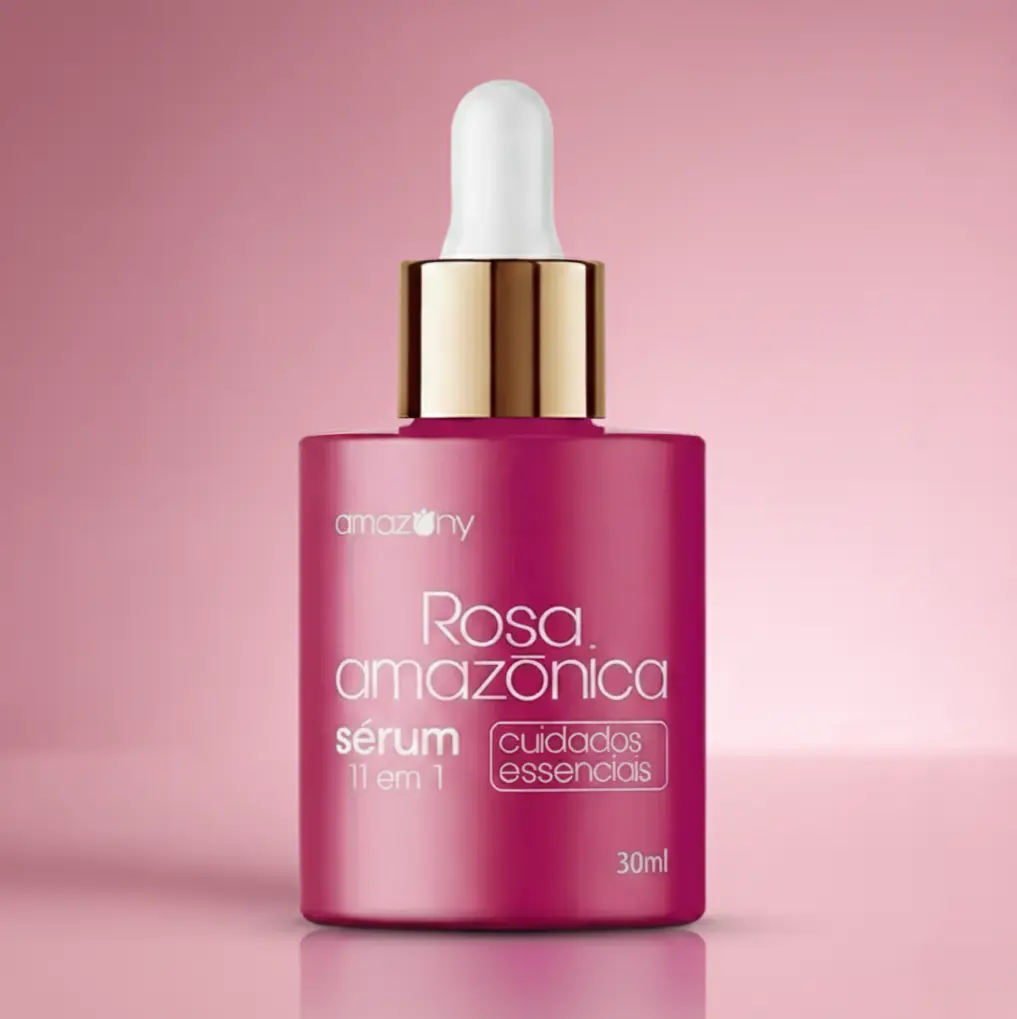 amazony
Rosa
amazōnica
sérum
11 em 1
cuidados
essenciais
30ml